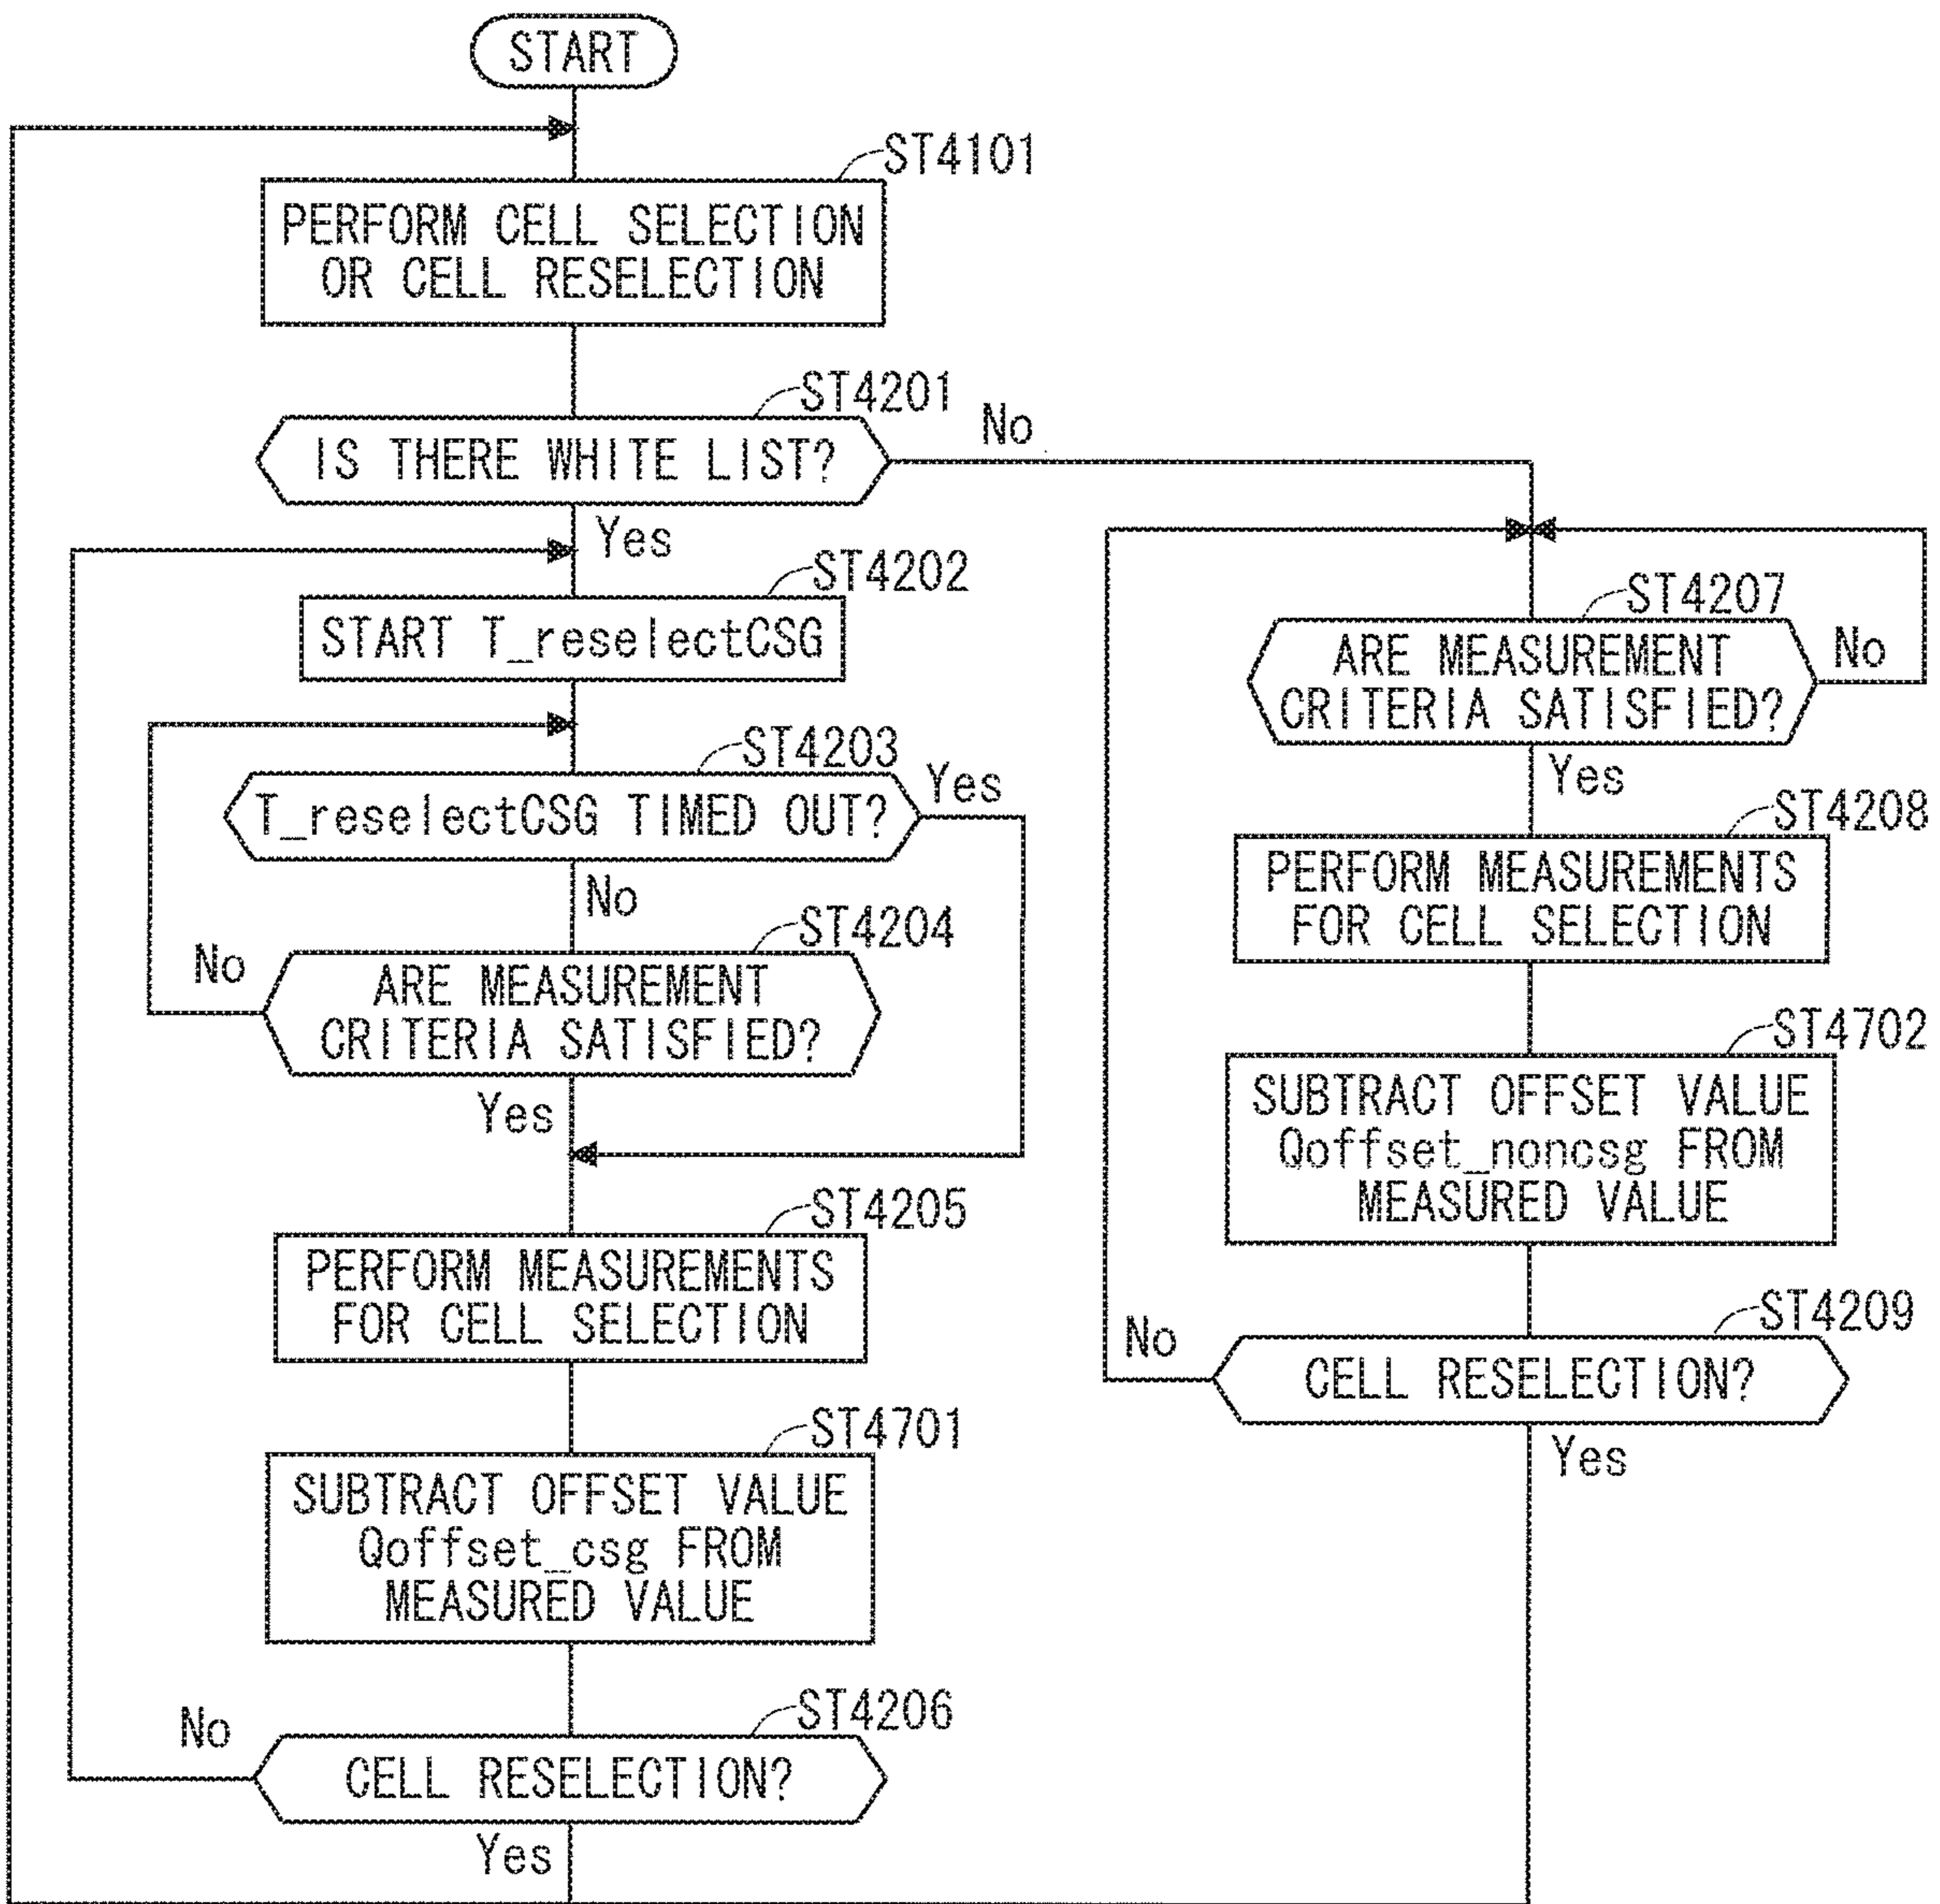 START
ST4101
PERFORM CELL SELECTION
OR CELL RESELECTION
ST4201
IS THERE WHITE LIST?
No
Yes
ST4202
START T_reselectCSG
ST4203
T_reselectCSG TIMED OUT?
Yes
No
ST4204
ARE MEASUREMENT
CRITERIA SATISFIED?
No
Yes
ST4205
PERFORM MEASUREMENTS
FOR CELL SELECTION
ST4701
SUBTRACT OFFSET VALUE
Qoffset_csg FROM
MEASURED VALUE
ST4206
CELL RESELECTION?
No
Yes
ST4207
ARE MEASUREMENT
CRITERIA SATISFIED?
No
Yes
ST4208
PERFORM MEASUREMENTS
FOR CELL SELECTION
ST4702
SUBTRACT OFFSET VALUE
Qoffset_noncsg FROM
MEASURED VALUE
ST4209
CELL RESELECTION?
No
Yes